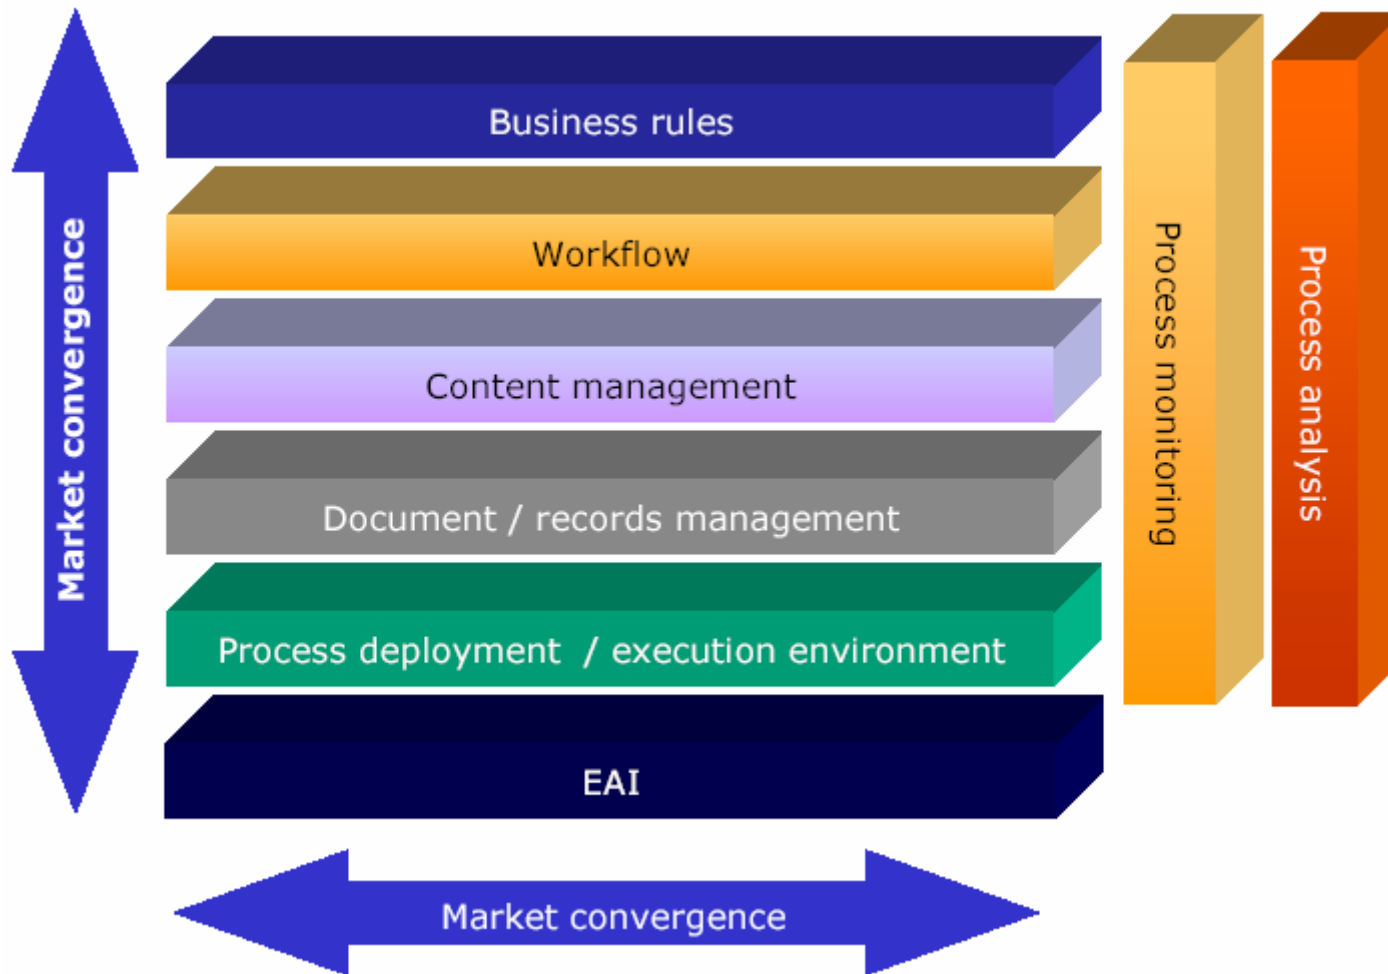 Business rules
Workflow
Content management
Document / records management
Process deployment / execution environment
EAI
Market convergence
Process monitoring
Process analysis
Market convergence